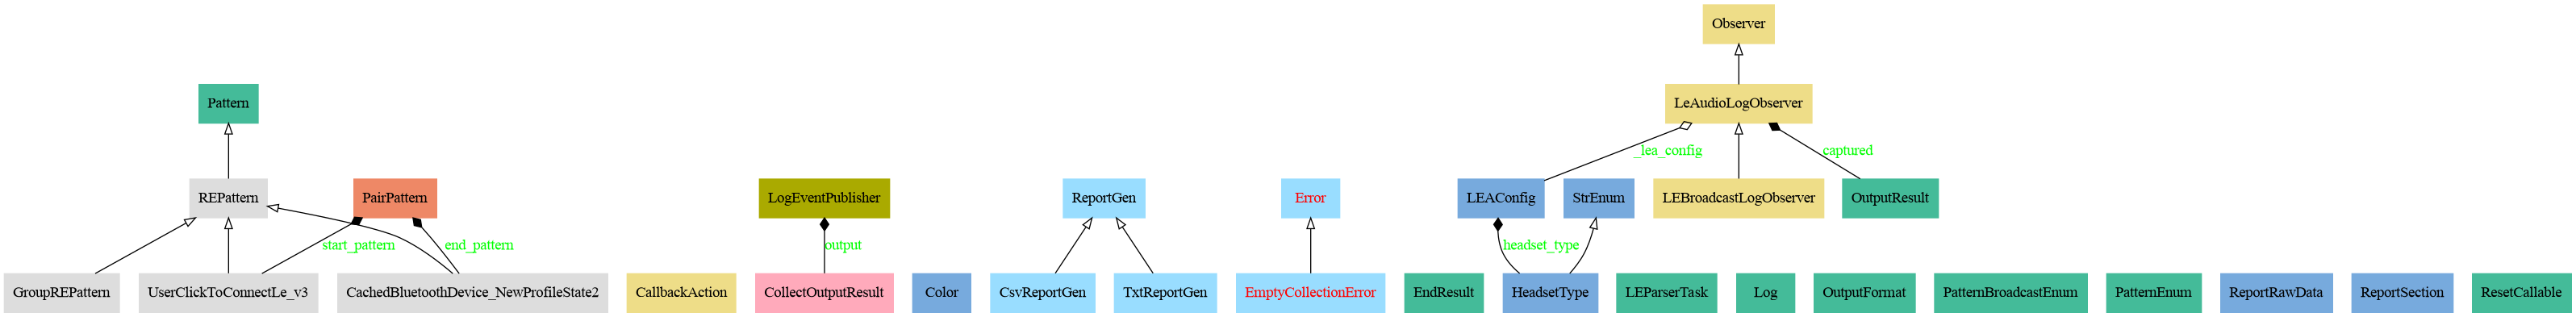 Observer
Pattern
LeAudioLogObserver
_lea_config
captured
REPattern
PairPattern
LogEventPublisher
ReportGen
Error
LEAConfig
StrEnum
LEBroadcastLogObserver
OutputResult
start_pattern
end_pattern
output
headset_type
GroupREPattern
UserClickToConnectLe_v3
CachedBluetoothDevice_NewProfileState2
CallbackAction
CollectOutputResult
Color
CsvReportGen
TxtReportGen
EmptyCollectionError
EndResult
HeadsetType
LEParserTask
Log
OutputFormat
PatternBroadcastEnum
PatternEnum
ReportRawData
ReportSection
ResetCallable